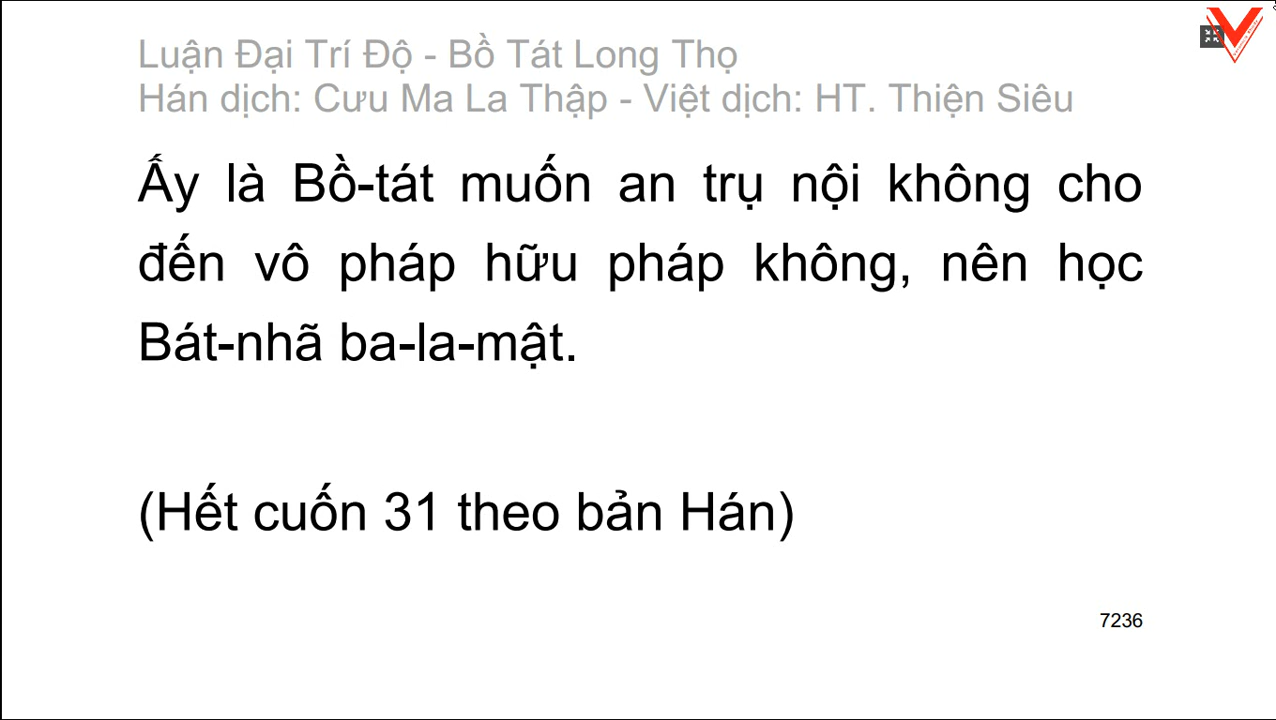 Luận Đại Trí Độ - Bồ Tát Long Thọ
Hán dịch: Cưu Ma La Thập - Việt dịch: HT. Thiện Siêu
Ấy là Bồ-tát muốn an trụ nội không cho
đến vô pháp hữu pháp không, nên học
Bát-nhã ba-la-mật.
(Hết cuốn 31 theo bản Hán)
7236